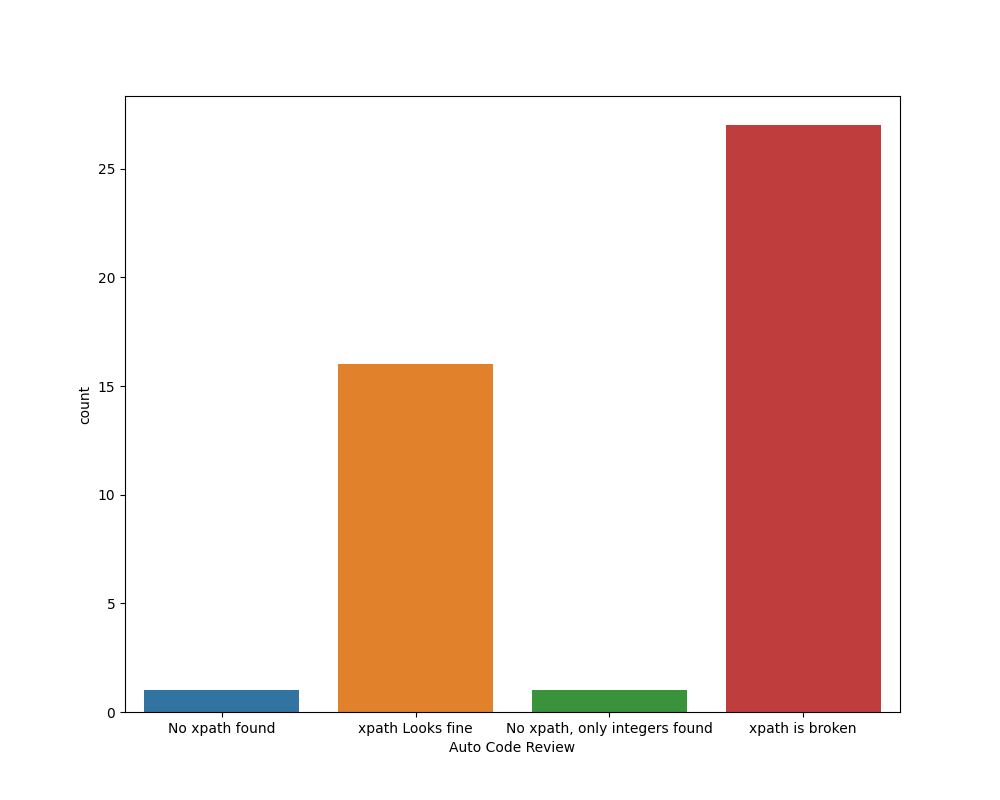 25
20
15
10
5
0
count
No xpath found
xpath Looks fine
No xpath, only integers found
xpath is broken
Auto Code Review